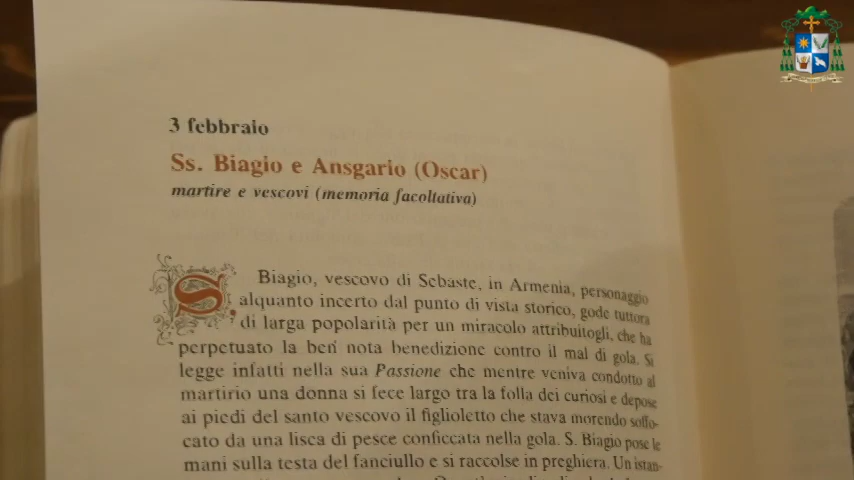 3 febbraio
Ss. Biagio e Ansgario (Oscar)
martire e vescovi (memoria facoltativa)
S. Biagio, vescovo di Sebaste, in Armenia, personaggio
alquanto incerto dal punto di vista storico, gode tuttora
di larga popolarità per un miracolo attribuitogli, che ha
perpetuato la ben nota benedizione contro il mal di gola. Si
legge infatti nella sua Passione che mentre veniva condotto al
martirio una donna si fece largo tra la folla dei curiosi e depose
ai piedi del santo vescovo il figlioletto che stava morendo soffo-
cato da una lisca di pesce conficcata nella gola. S. Biagio pose le
mani sulla testa del fanciullo e si raccolse in preghiera. Un istan-